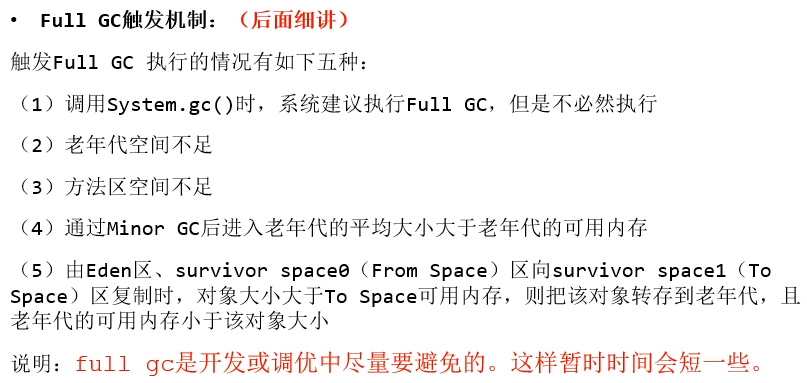 • Full GC触发机制：（后面细讲）
触发Full GC 执行的情况有如下五种：
（1）调用System.gc()时，系统建议执行Full GC，但是不必然执行
（2）老年代空间不足
（3）方法区空间不足
（4）通过Minor GC后进入老年代的平均大小大于老年代的可用内存
（5）由Eden区、survivor space0（From Space）区向survivor space1（To
Space）区复制时，对象大小大于To Space可用内存，则把该对象转存到老年代，且
老年代的可用内存小于该对象大小
说明：full gc是开发或调优中尽量要避免的。这样暂时时间会短一些。